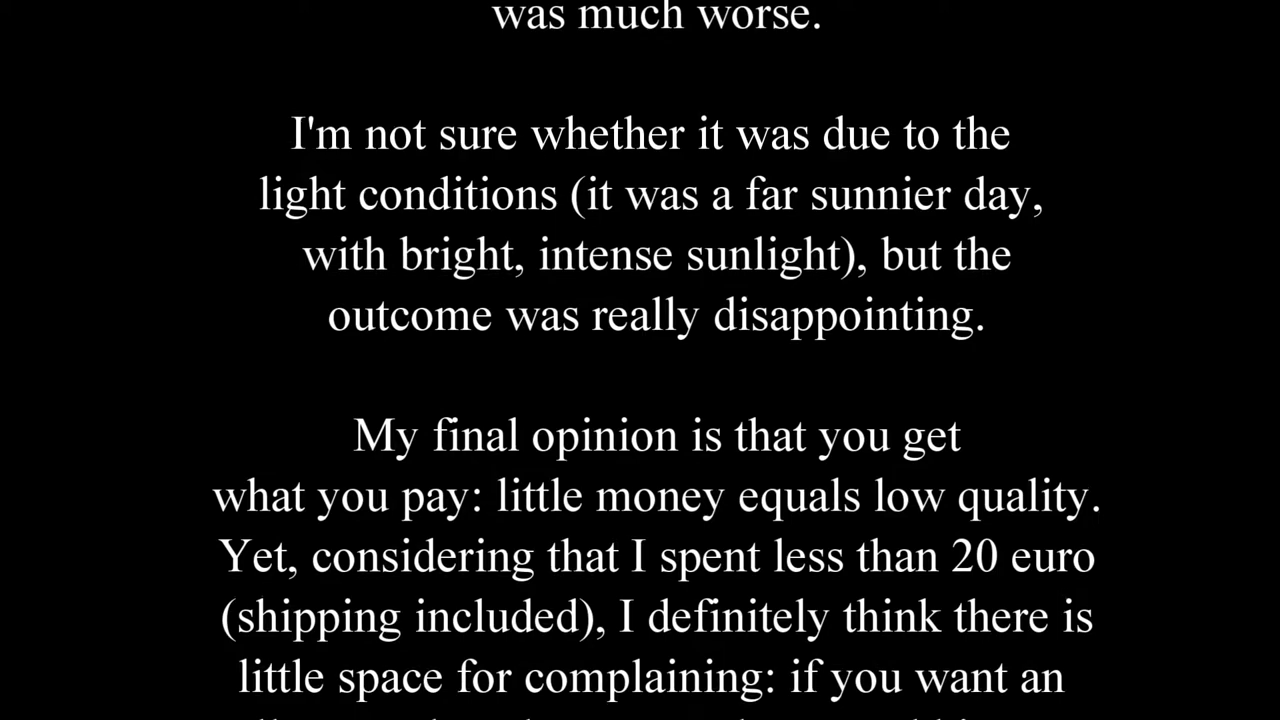 was much worse.
I'm not sure whether it was due to the
light conditions (it was a far sunnier day,
with bright, intense sunlight), but the
outcome was really disappointing.
My final opinion is that you get
what you pay: little money equals low quality.
Yet, considering that I spent less than 20 euro
(shipping included), I definitely think there is
little space for complaining: if you want an